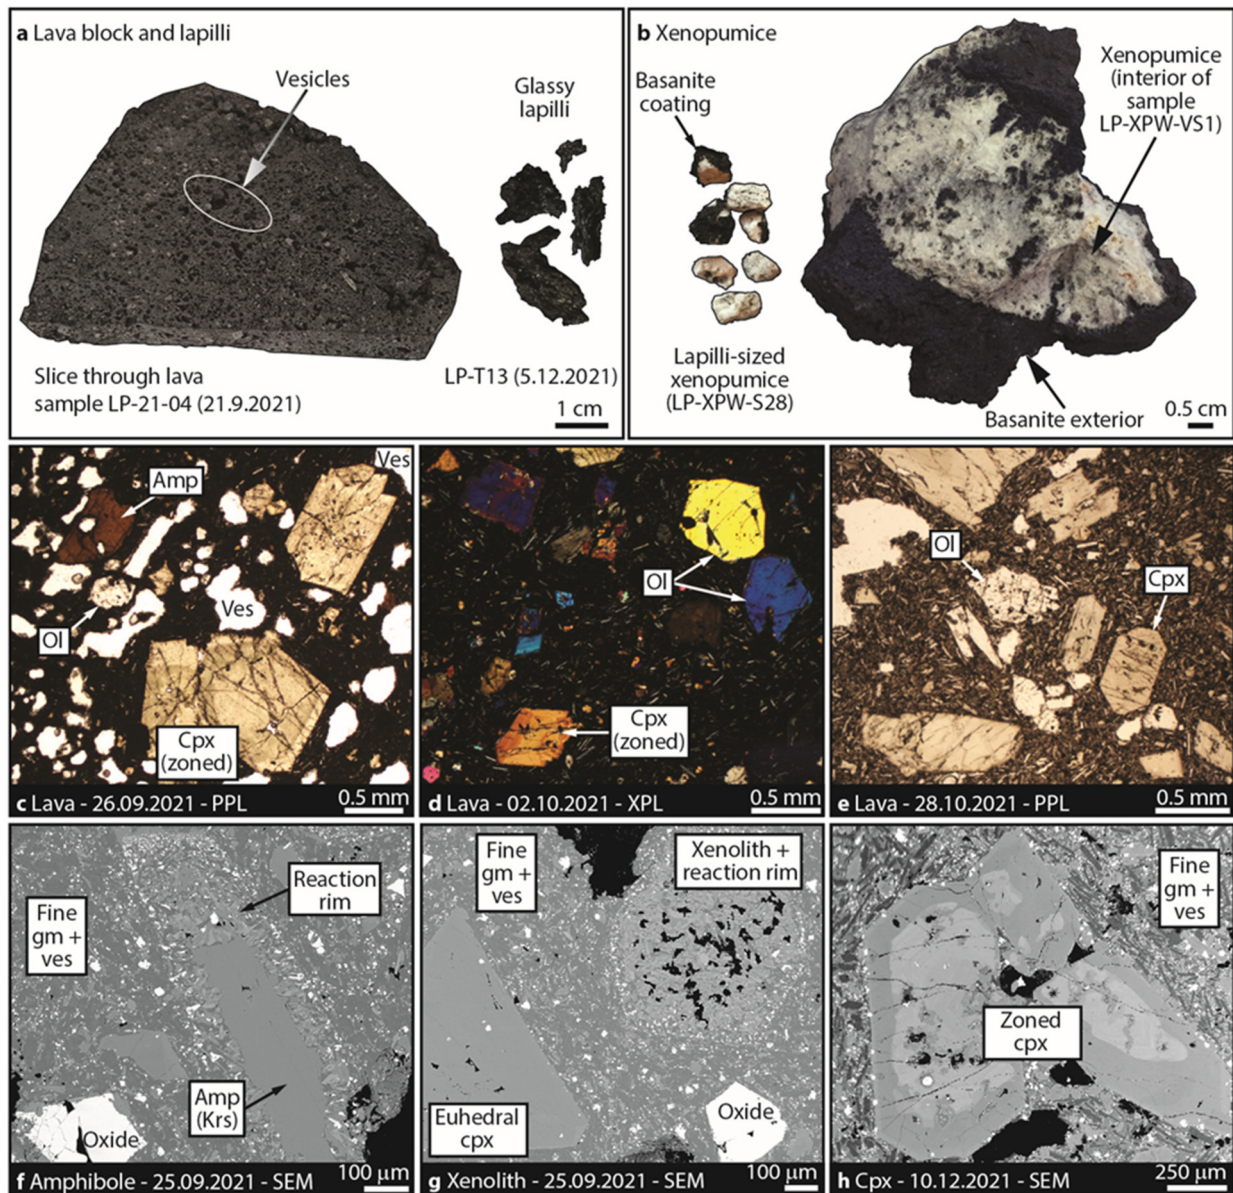 a Lava block and lapilli
Vesicles
Glassy
lapilli
Slice through lava
sample LP-21-04 (21.9.2021)
LP-T13 (5.12.2021)
1 cm
b Xenopumice
Basanite
coating
Xenopumice
(interior of
sample
LP-XPW-VS1)
Lapilli-sized
xenopumice
(LP-XPW-S28)
Basanite exterior
0.5 cm
Amp
Ves
Ol
Ves
Cpx
(zoned)
c Lava - 26.09.2021 - PPL
0.5 mm
Ol
Cpx
(zoned)
d Lava - 02.10.2021 - XPL
0.5 mm
Ol
Cpx
e Lava - 28.10.2021 - PPL
0.5 mm
Fine
gm +
ves
Reaction
rim
Amp
(Krs)
Oxide
f Amphibole - 25.09.2021 - SEM
100 µm
Fine
gm +
ves
Xenolith +
reaction rim
Euhedral
cpx
Oxide
g Xenolith - 25.09.2021 - SEM
100 µm
Fine
gm +
ves
Zoned
cpx
h Cpx - 10.12.2021 - SEM
250 µm